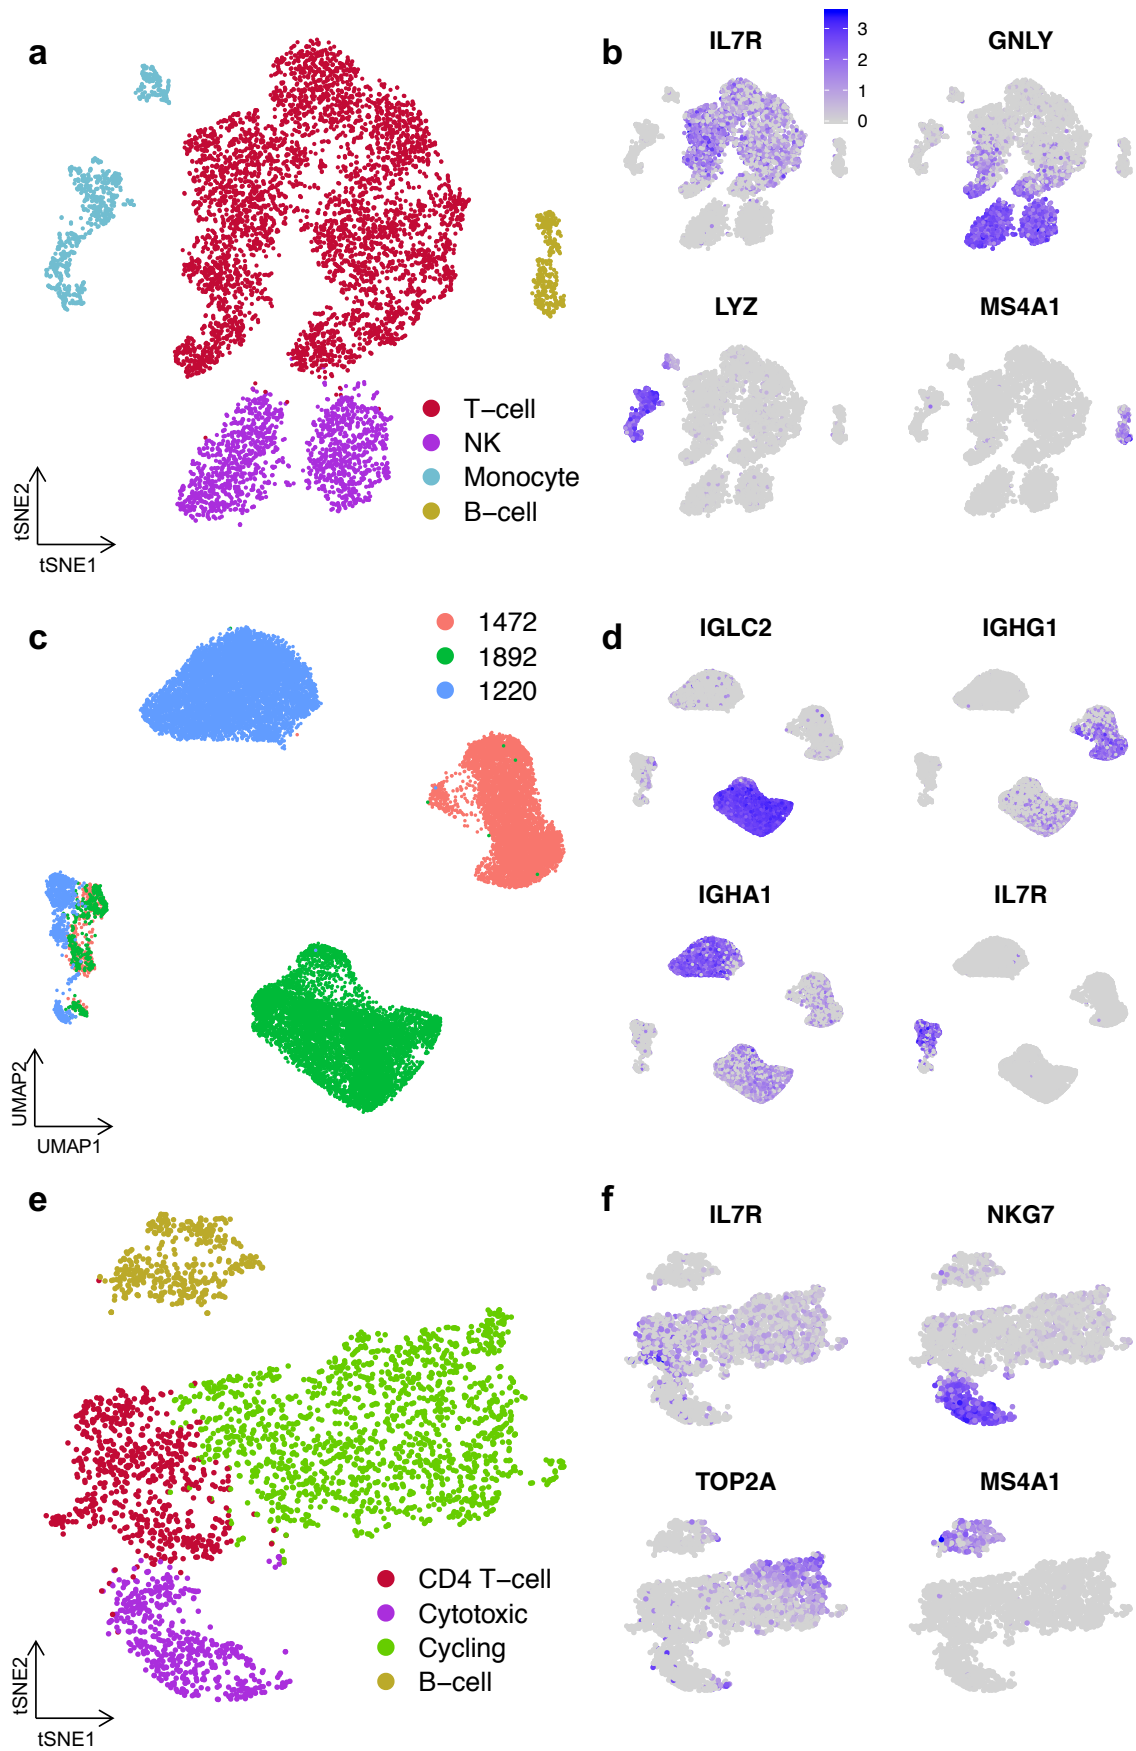 a
b
IL7R
GNLY
3
2
1
0
LYZ
MS4A1
T−cell
NK
Monocyte
B−cell
tSNE2
tSNE1
c
1472
1892
1220
d
IGLC2
IGHG1
IGHA1
IL7R
UMAP2
UMAP1
e
f
IL7R
NKG7
TOP2A
MS4A1
CD4 T−cell
Cytotoxic
Cycling
B−cell
tSNE2
tSNE1